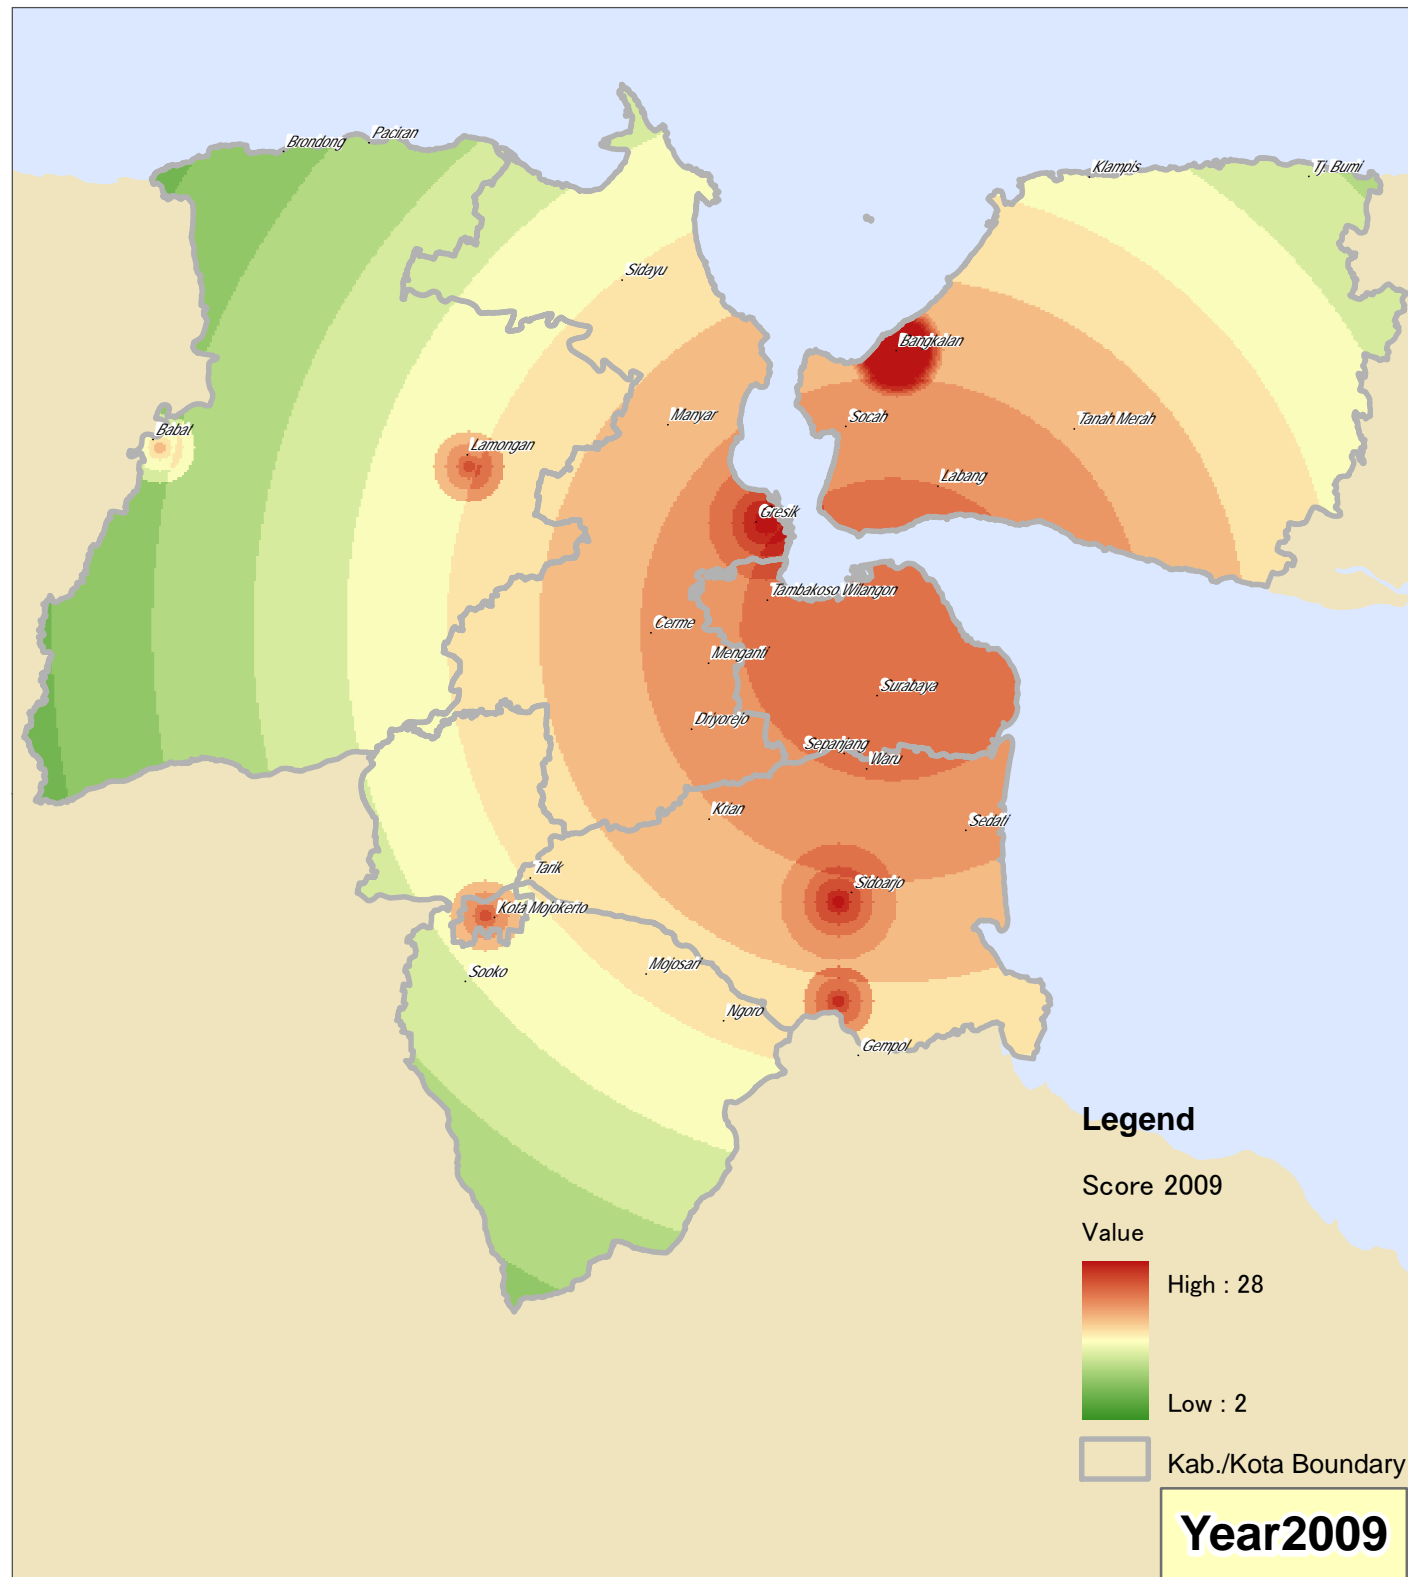 Brondong
Paciran
Klampis
Tj. Bumi
Sidayu
Bangkalan
Manyar
Socah
Tanah Merah
Babat
Lamongan
Labang
Gresik
Tambakoso Wilangon
Cerme
Menganti
Surabaya
Driyorejo
Sepanjang
Waru
Krian
Sedati
Tarik
Sidoarjo
Kota Mojokerto
Sooko
Mojosari
Ngoro
Gempol
Legend
Score 2009
Value
High : 28
Low : 2
Kab./Kota Boundary
Year2009